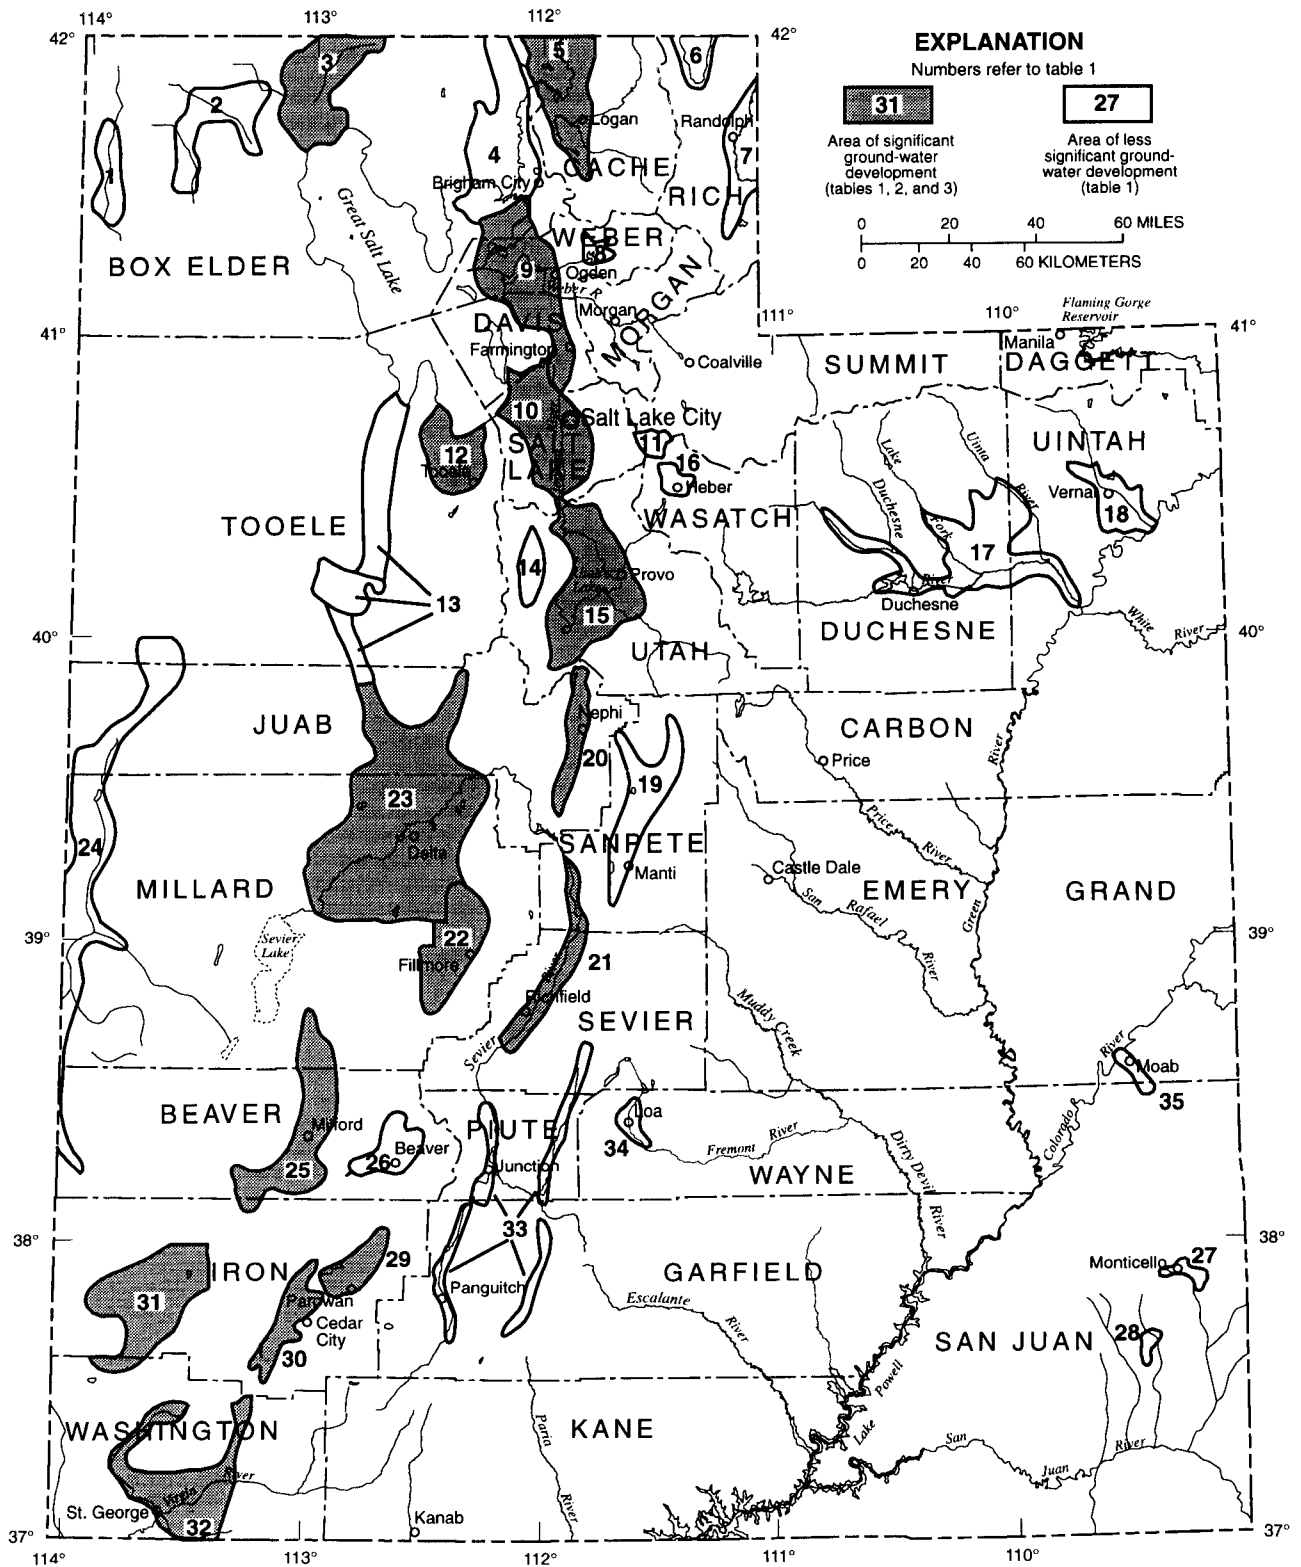 114°
113°
112°
42°
42°
3
5
6
2
1
4
7
Logan
Randolph
CACHE
Brigham City
RICH
Great Salt Lake
WEBER
8
BOX ELDER
9
Ogden
Weber R
Morgan
MORGAN
DAVIS
Farmington
Coalville
41°
EXPLANATION
Numbers refer to table 1
31
27
Area of significant
ground-water
development
(tables 1, 2, and 3)
Area of less
significant ground-
water development
(table 1)
0 20 40 60 MILES
0 20 40 60 KILOMETERS
111°
110°
41°
Flaming Gorge
Reservoir
Manila
SUMMIT
DAGGETT
10
Salt Lake City
SALT
LAKE
11
12
Tooele
16
Heber
UINTAH
Lake
Fork
Uinta
River
Duchesne
River
Vernal
18
TOOELE
WASATCH
17
14
Provo
13
15
Duchesne
DUCHESNE
White
River
40°
40°
UTAH
JUAB
Nephi
20
19
CARBON
Price
River
23
Delta
SANPETE
Manti
Price
River
24
MILLARD
Castle Dale
San
Rafael
River
EMERY
Green
GRAND
39°
39°
Sevier
Lake
22
Fillmore
21
River
Richfield
SEVIER
Sevier
Muddy Creek
River
Moab
35
BEAVER
Milford
PIUTE
Loa
34
Fremont
River
Beaver
26
25
Junction
WAYNE
Dirty Devil
River
Colorado R
33
38°
38°
29
IRON
31
Parowan
Cedar
City
30
Panguitch
GARFIELD
Escalante
River
Monticello
27
28
SAN JUAN
Lake
Powell
WASHINGTON
KANE
Paria
River
San
Juan
River
River
Virgin
St. George
32
Kanab
37°
37°
114°
113°
112°
111°
110°